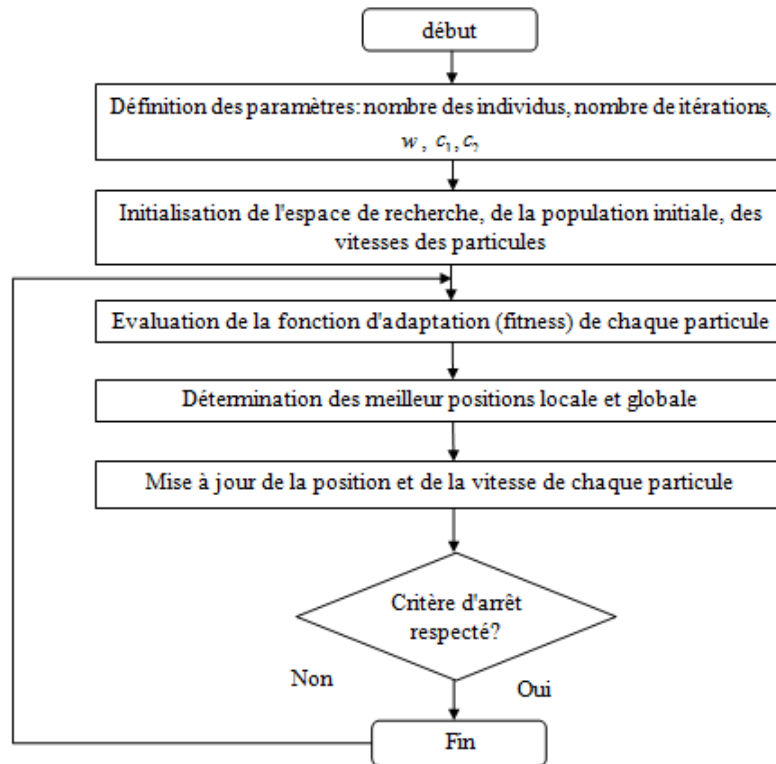 début
Définition des paramètres: nombre des individus, nombre de itérations,
w, c₁, c₂
Initialisation de l'espace de recherche, de la population initiale, des
vitesses des particules
Evaluation de la fonction d'adaptation (fitness) de chaque particule
Détermination des meilleur positions locale et globale
Mise à jour de la position et de la vitesse de chaque particule
Critère d'arrêt
respecté?
Non
Oui
Fin